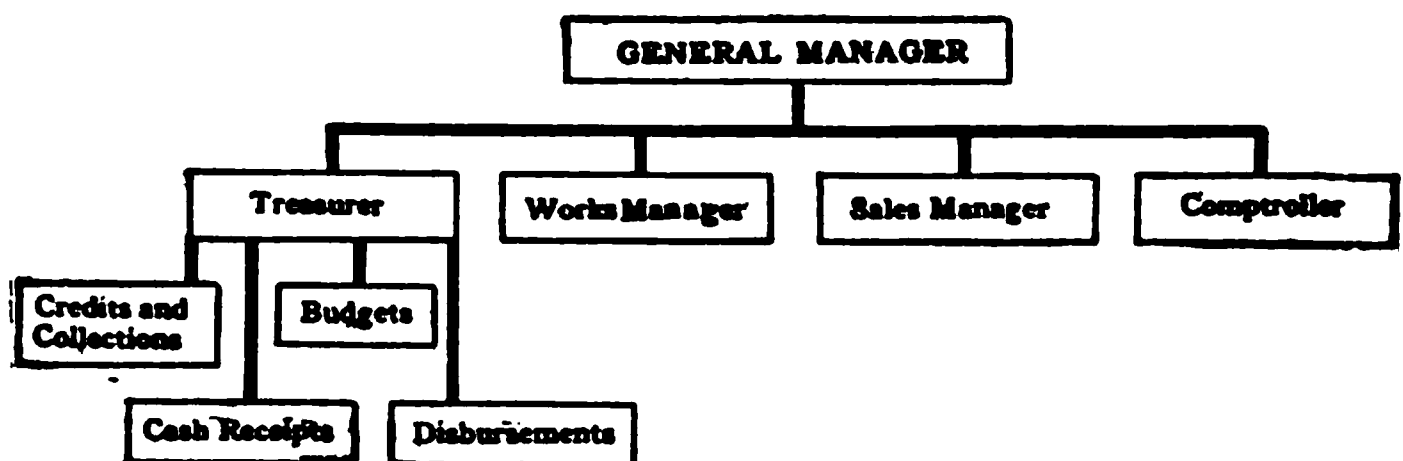 GENERAL MANAGER
Treasurer
Works Manager
Sales Manager
Comptroller
Credits and
Collections
Budgets
Cash Receipts
Disbursements